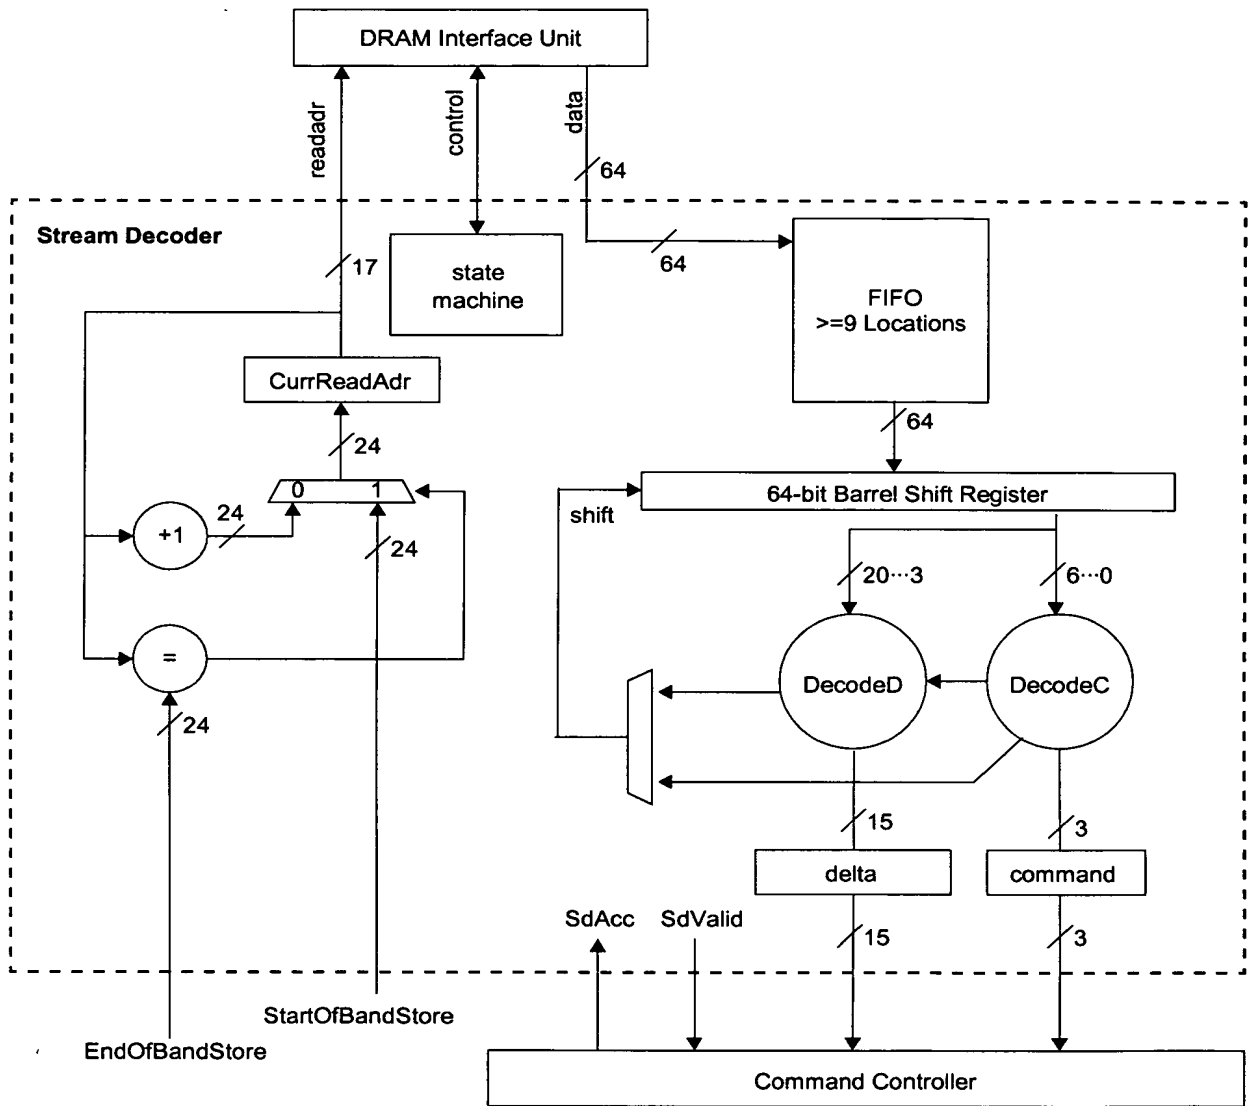 DRAM Interface Unit
readadr
control
data
64
Stream Decoder
17
state
machine
64
FIFO
>=9 Locations
CurrReadAdr
64
24
0 1
64-bit Barrel Shift Register
shift
+1
24
24
20···3
6···0
=
DecodeD
DecodeC
24
15
3
delta
command
SdAcc
SdValid
15
3
StartOfBandStore
EndOfBandStore
Command Controller